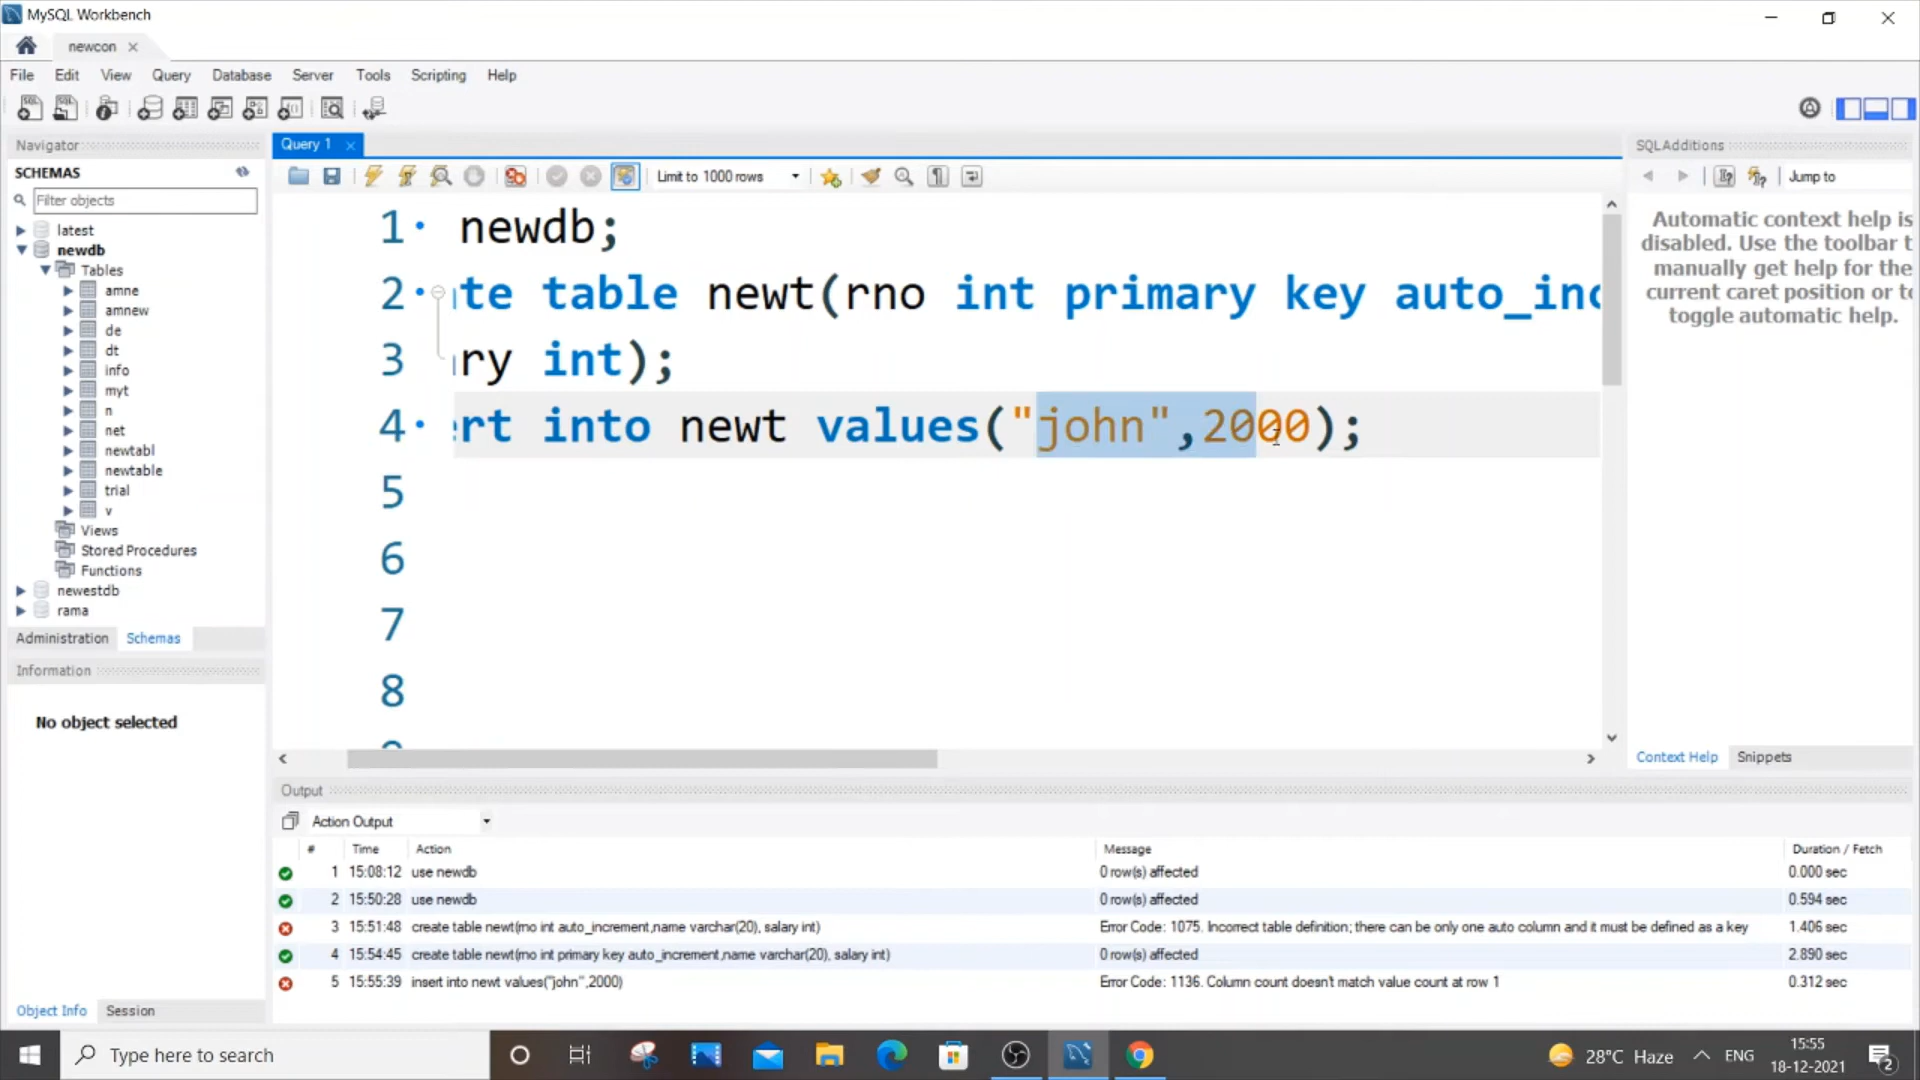 MySQL Workbench
newcon
File Edit View Query Database Server Tools Scripting Help
Navigator
SCHEMAS
Filter objects
latest
newdb
Tables
amne
amnew
de
dt
info
myt
n
net
newtabl
newtable
trial
v
Views
Stored Procedures
Functions
newestdb
rama
Administration Schemas
Information
No object selected
Object Info Session
Query 1
Limit to 1000 rows
1 newdb;
2 te table newt(rno int primary key auto_inc
3 ry int);
4 rt into newt values("john",2000);
5
6
7
8
SQLAdditions
Jump to
Automatic context help is
disabled. Use the toolbar t
manually get help for the
current caret position or to
toggle automatic help.
Context Help Snippets
Output
Action Output
# Time Action Message Duration / Fetch
1 15:08:12 use newdb 0 row(s) affected 0.000 sec
2 15:50:28 use newdb 0 row(s) affected 0.594 sec
3 15:51:48 create table newt(rno int auto_increment,name varchar(20), salary int) Error Code: 1075. Incorrect table definition; there can be only one auto column and it must be defined as a key 1.406 sec
4 15:54:45 create table newt(rno int primary key auto_increment,name varchar(20), salary int) 0 row(s) affected 2.890 sec
5 15:55:39 insert into newt values("john",2000) Error Code: 1136. Column count doesn't match value count at row 1 0.312 sec
Type here to search
28°C Haze
ENG
15:55
18-12-2021
2